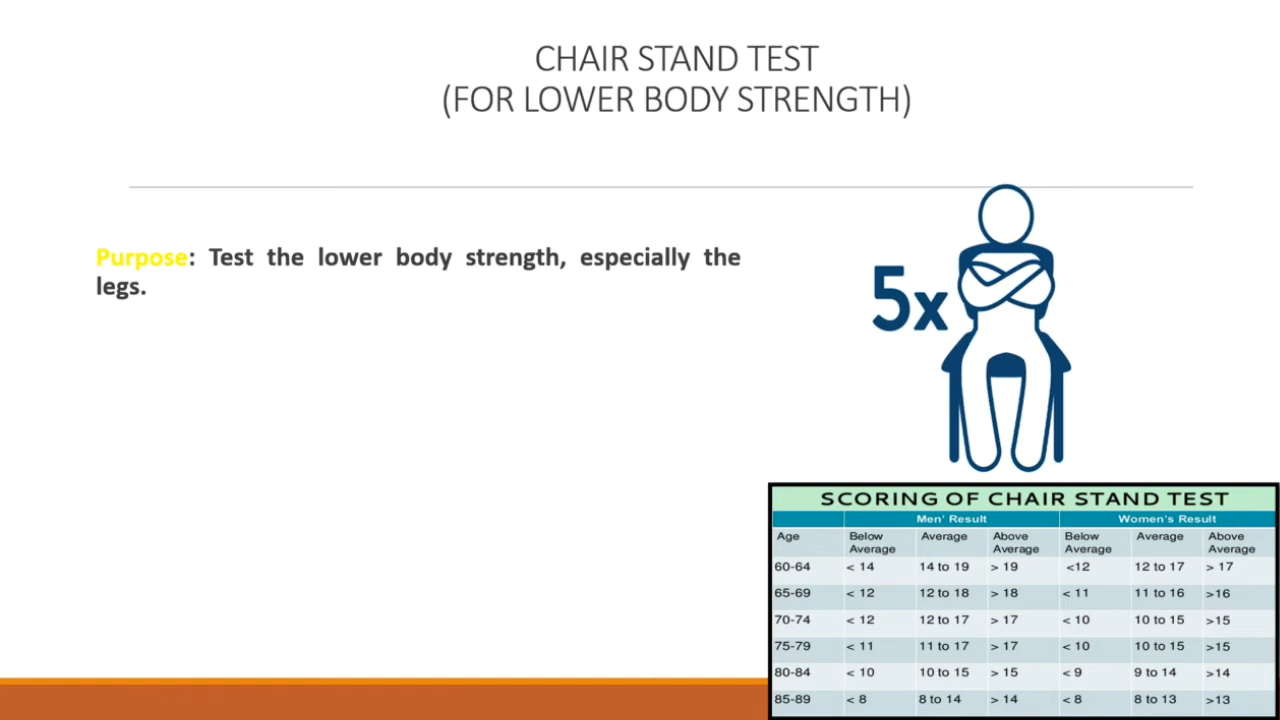 CHAIR STAND TEST
(FOR LOWER BODY STRENGTH)
Purpose: Test the lower body strength, especially the
legs.
5x
SCORING OF CHAIR STAND TEST
Men' Result Women's Result
Age Below Average Average Above Average Below Average Average Above Average
60-64 < 14 14 to 19 > 19 <12 12 to 17 > 17
65-69 < 12 12 to 18 > 18 < 11 11 to 16 >16
70-74 < 12 12 to 17 > 17 < 10 10 to 15 >15
75-79 < 11 11 to 17 > 17 < 10 10 to 15 >15
80-84 < 10 10 to 15 > 15 < 9 9 to 14 >14
85-89 < 8 8 to 14 > 14 < 8 8 to 13 >13